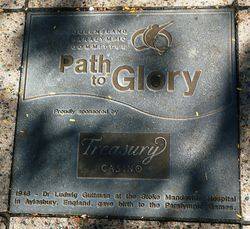 QUEENSLAND
PARALYMPIC
COMMITTEE
Path
to Glory
Proudly sponsored by
Treasury
CASINO
1948 - Dr Ludwig Guttman at the Stoke Mandeville Hospital
in Aylesbury, England, gave birth to the Paralympic Games.